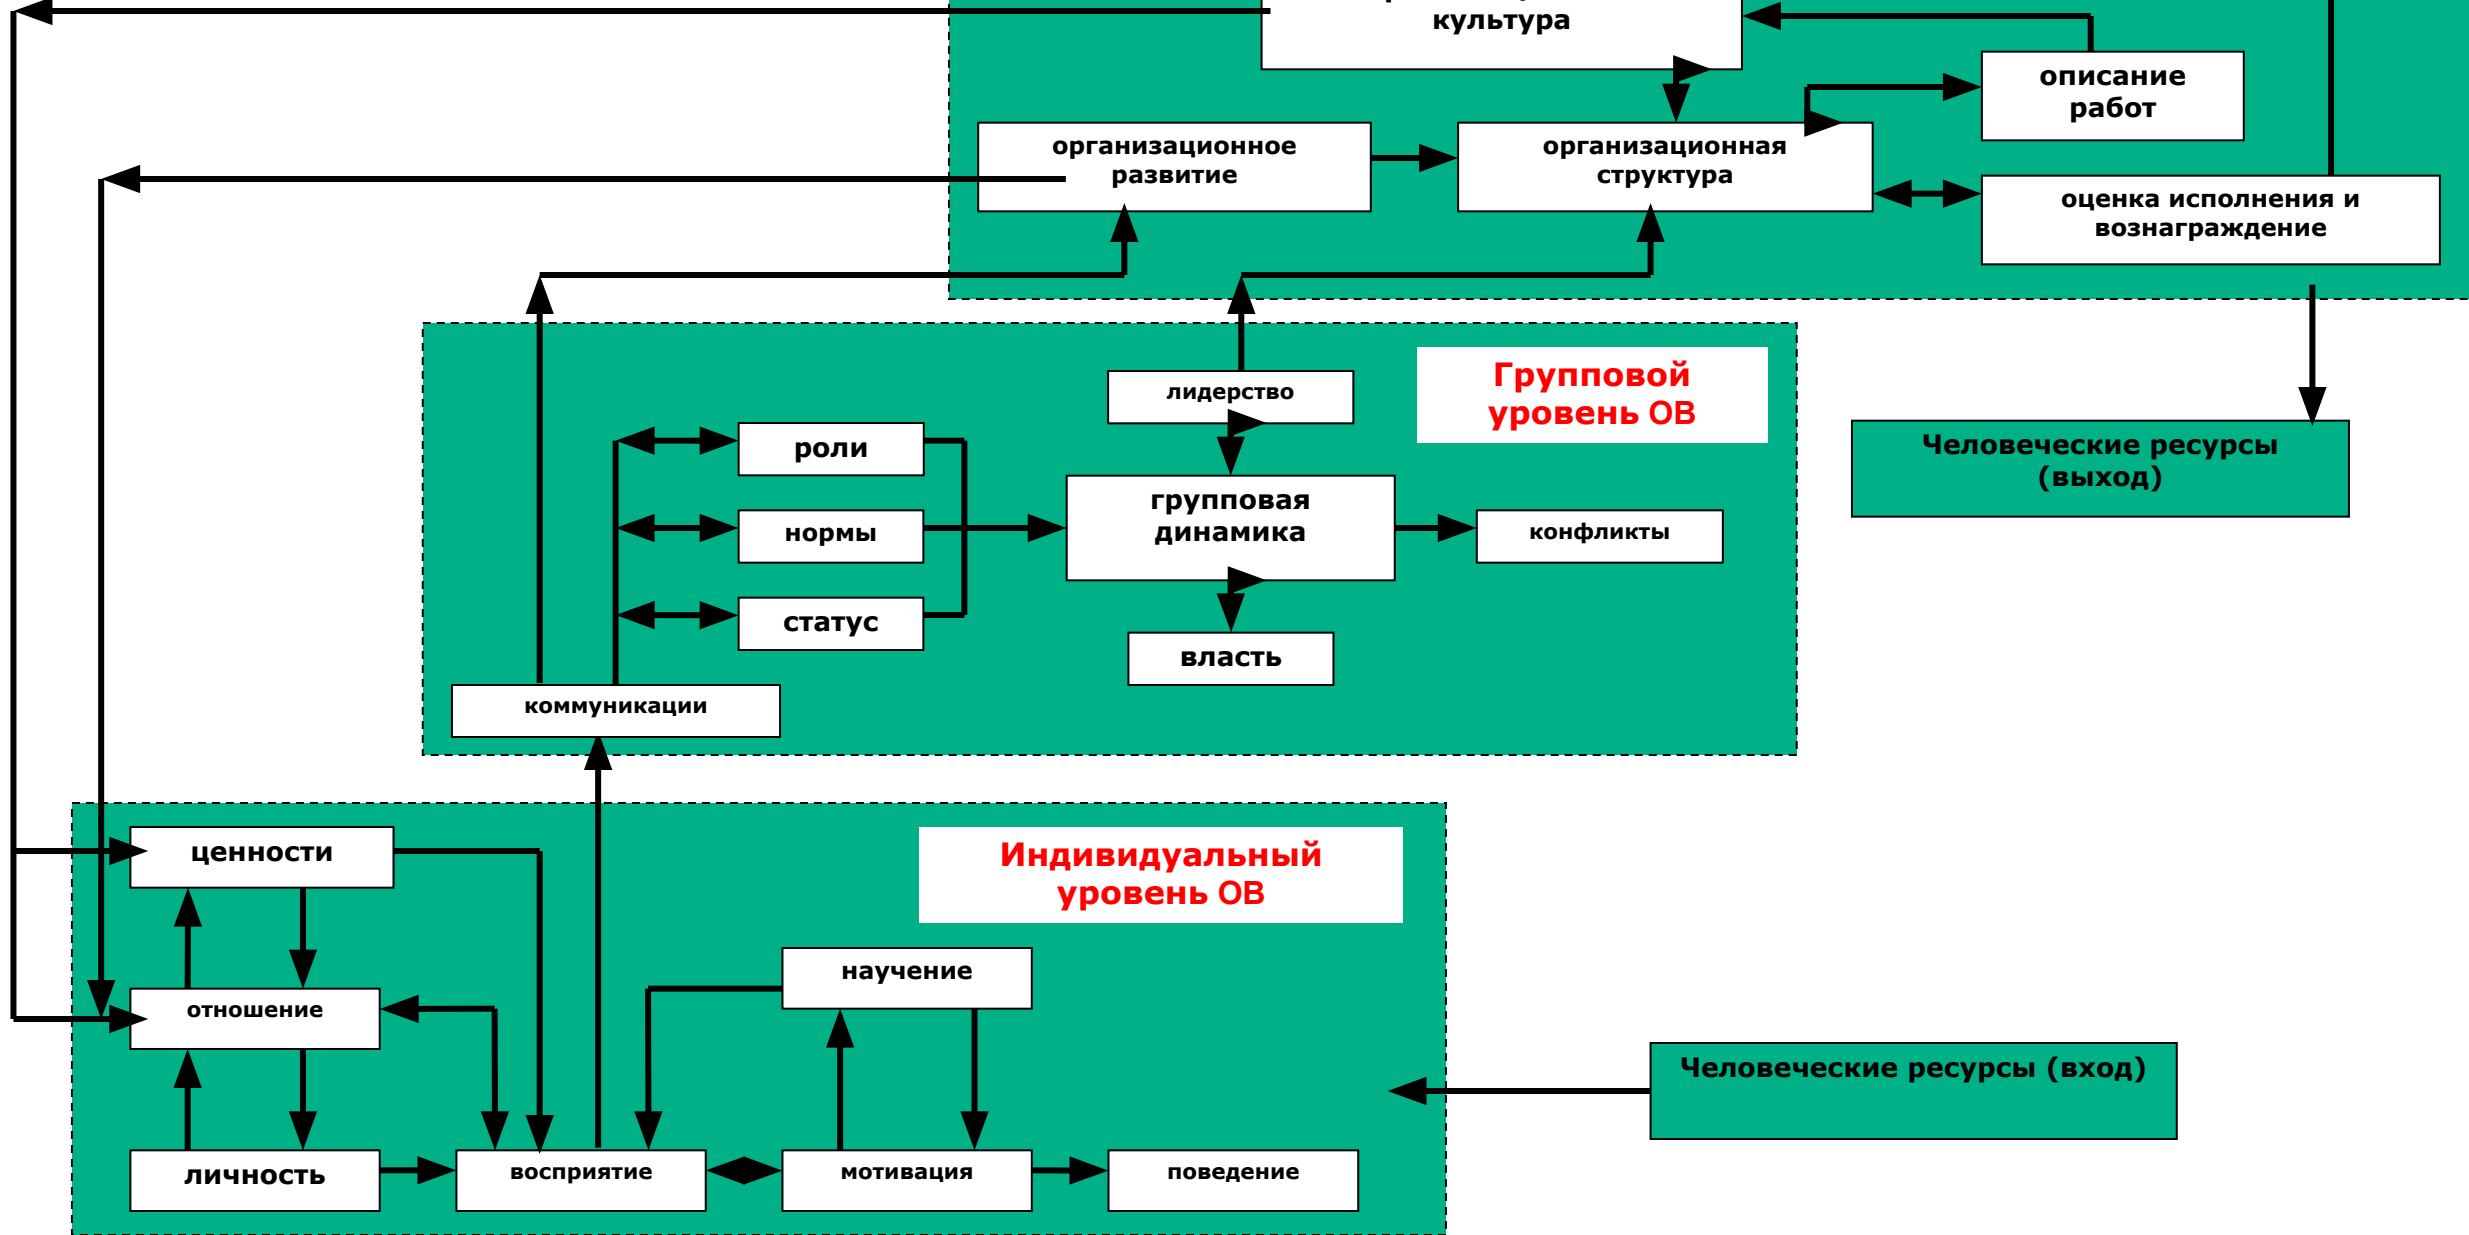 культура
описание
работ
организационное
развитие
организационная
структура
оценка исполнения и
вознаграждение
Групповой
уровень ОВ
лидерство
роли
Человеческие ресурсы
(выход)
групповая
динамика
нормы
конфликты
статус
власть
коммуникации
ценности
Индивидуальный
уровень ОВ
научение
отношение
Человеческие ресурсы (вход)
личность
восприятие
мотивация
поведение